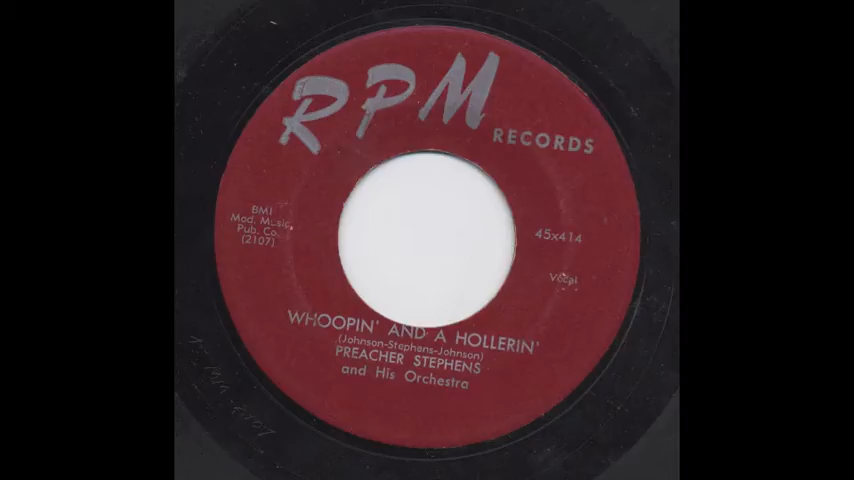 RPM
RECORDS
BMI
Mod. Music
Pub. Co.
(2107)
45x414
Vocal
WHOOPIN' AND A HOLLERIN'
(Johnson-Stephens-Johnson)
PREACHER STEPHENS
and His Orchestra